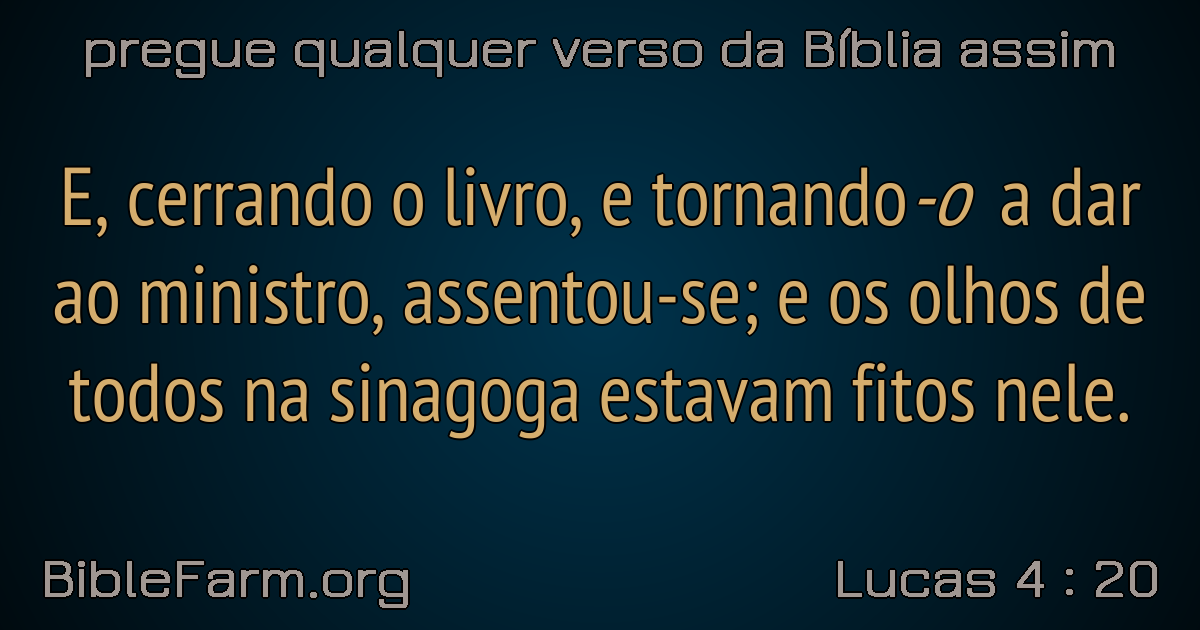 pregue qualquer verso da Bíblia assim
E, cerrando o livro, e tornando-o a dar
ao ministro, assentou-se; e os olhos de
todos na sinagoga estavam fitos nele.
BibleFarm.org
Lucas 4 : 20